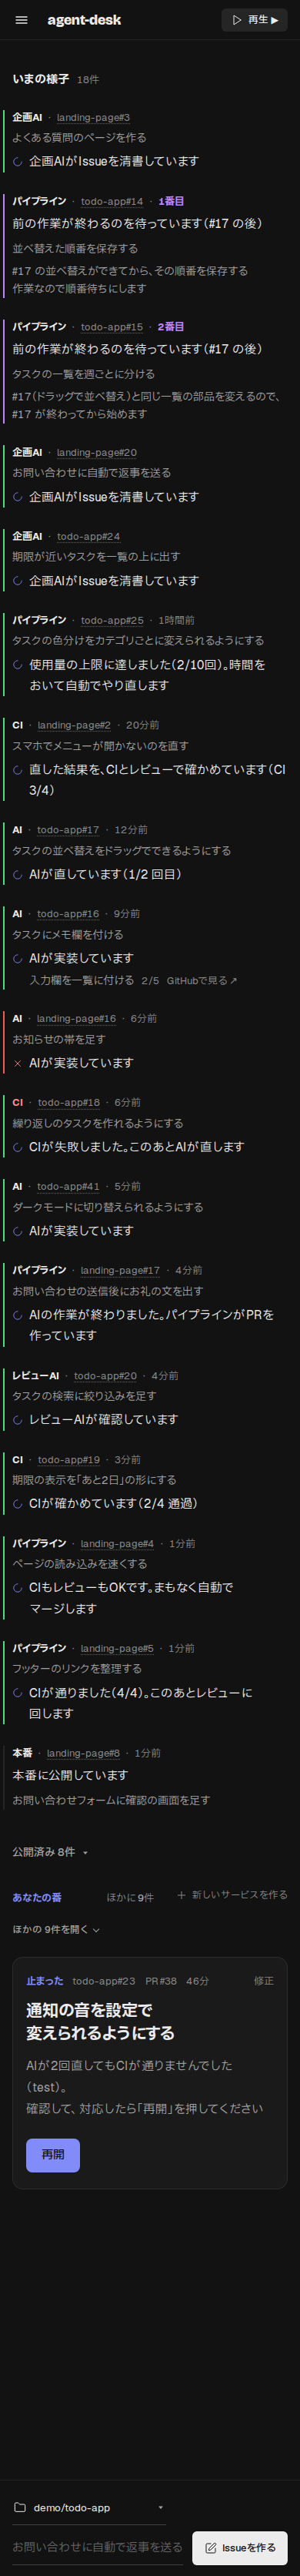 agent-desk
再生 ▶
いまの様子 18件
企画AI · landing-page#3
よくある質問のページを作る
企画AIがIssueを清書しています
パイプライン · todo-app#14 · 1番目
前の作業が終わるのを待っています（#17 の後）
並べ替えた順番を保存する
#17 の並べ替えができてから、その順番を保存する
作業なので順番待ちにします
パイプライン · todo-app#15 · 2番目
前の作業が終わるのを待っています（#17 の後）
タスクの一覧を週ごとに分ける
#17（ドラッグで並べ替え）と同じ一覧の部品を変えるので、
#17 が終わってから始めます
企画AI · landing-page#20
お問い合わせに自動で返事を送る
企画AIがIssueを清書しています
企画AI · todo-app#24
期限が近いタスクを一覧の上に出す
企画AIがIssueを清書しています
パイプライン · todo-app#25 · 1時間前
タスクの色分けをカテゴリごとに変えられるようにする
使用量の上限に達しました（2/10回）。時間を
おいて自動でやり直します
CI · landing-page#2 · 20分前
スマホでメニューが開かないのを直す
直した結果を、CIとレビューで確かめています（CI
3/4）
AI · todo-app#17 · 12分前
タスクの並べ替えをドラッグでできるようにする
AIが直しています（1/2 回目）
AI · todo-app#16 · 9分前
タスクにメモ欄を付ける
AIが実装しています
入力欄を一覧に付ける 2/5 GitHubで見る ↗
AI · landing-page#16 · 6分前
お知らせの帯を足す
AIが実装しています
CI · todo-app#18 · 6分前
繰り返しのタスクを作れるようにする
CIが失敗しました。このあとAIが直します
AI · todo-app#41 · 5分前
ダークモードに切り替えられるようにする
AIが実装しています
パイプライン · landing-page#17 · 4分前
お問い合わせの送信後にお礼の文を出す
AIの作業が終わりました。パイプラインがPRを
作っています
レビューAI · todo-app#20 · 4分前
タスクの検索に絞り込みを足す
レビューAIが確認しています
CI · todo-app#19 · 3分前
期限の表示を「あと2日」の形にする
CIが確かめています（2/4 通過）
パイプライン · landing-page#4 · 1分前
ページの読み込みを速くする
CIもレビューもOKです。まもなく自動で
マージします
パイプライン · landing-page#5 · 1分前
フッターのリンクを整理する
CIが通りました（4/4）。このあとレビューに
回します
本番 · landing-page#8 · 1分前
本番に公開しています
お問い合わせフォームに確認の画面を足す
公開済み 8件
あなたの番 ほかに9件 ＋ 新しいサービスを作る
ほかの 9件を開く
止まった todo-app#23 PR#38 46分 修正
通知の音を設定で
変えられるようにする
AIが2回直してもCIが通りませんでした
（test）。
確認して、対応したら「再開」を押してください
再開
demo/todo-app
お問い合わせに自動で返事を送る
Issueを作る